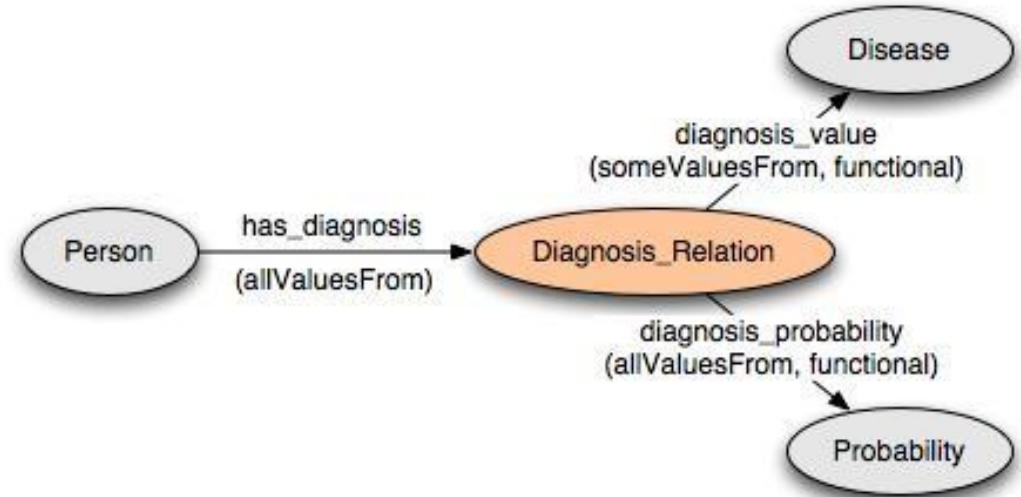 Disease
diagnosis_value
(someValuesFrom, functional)
Person
has_diagnosis
(allValuesFrom)
Diagnosis_Relation
diagnosis_probability
(allValuesFrom, functional)
Probability